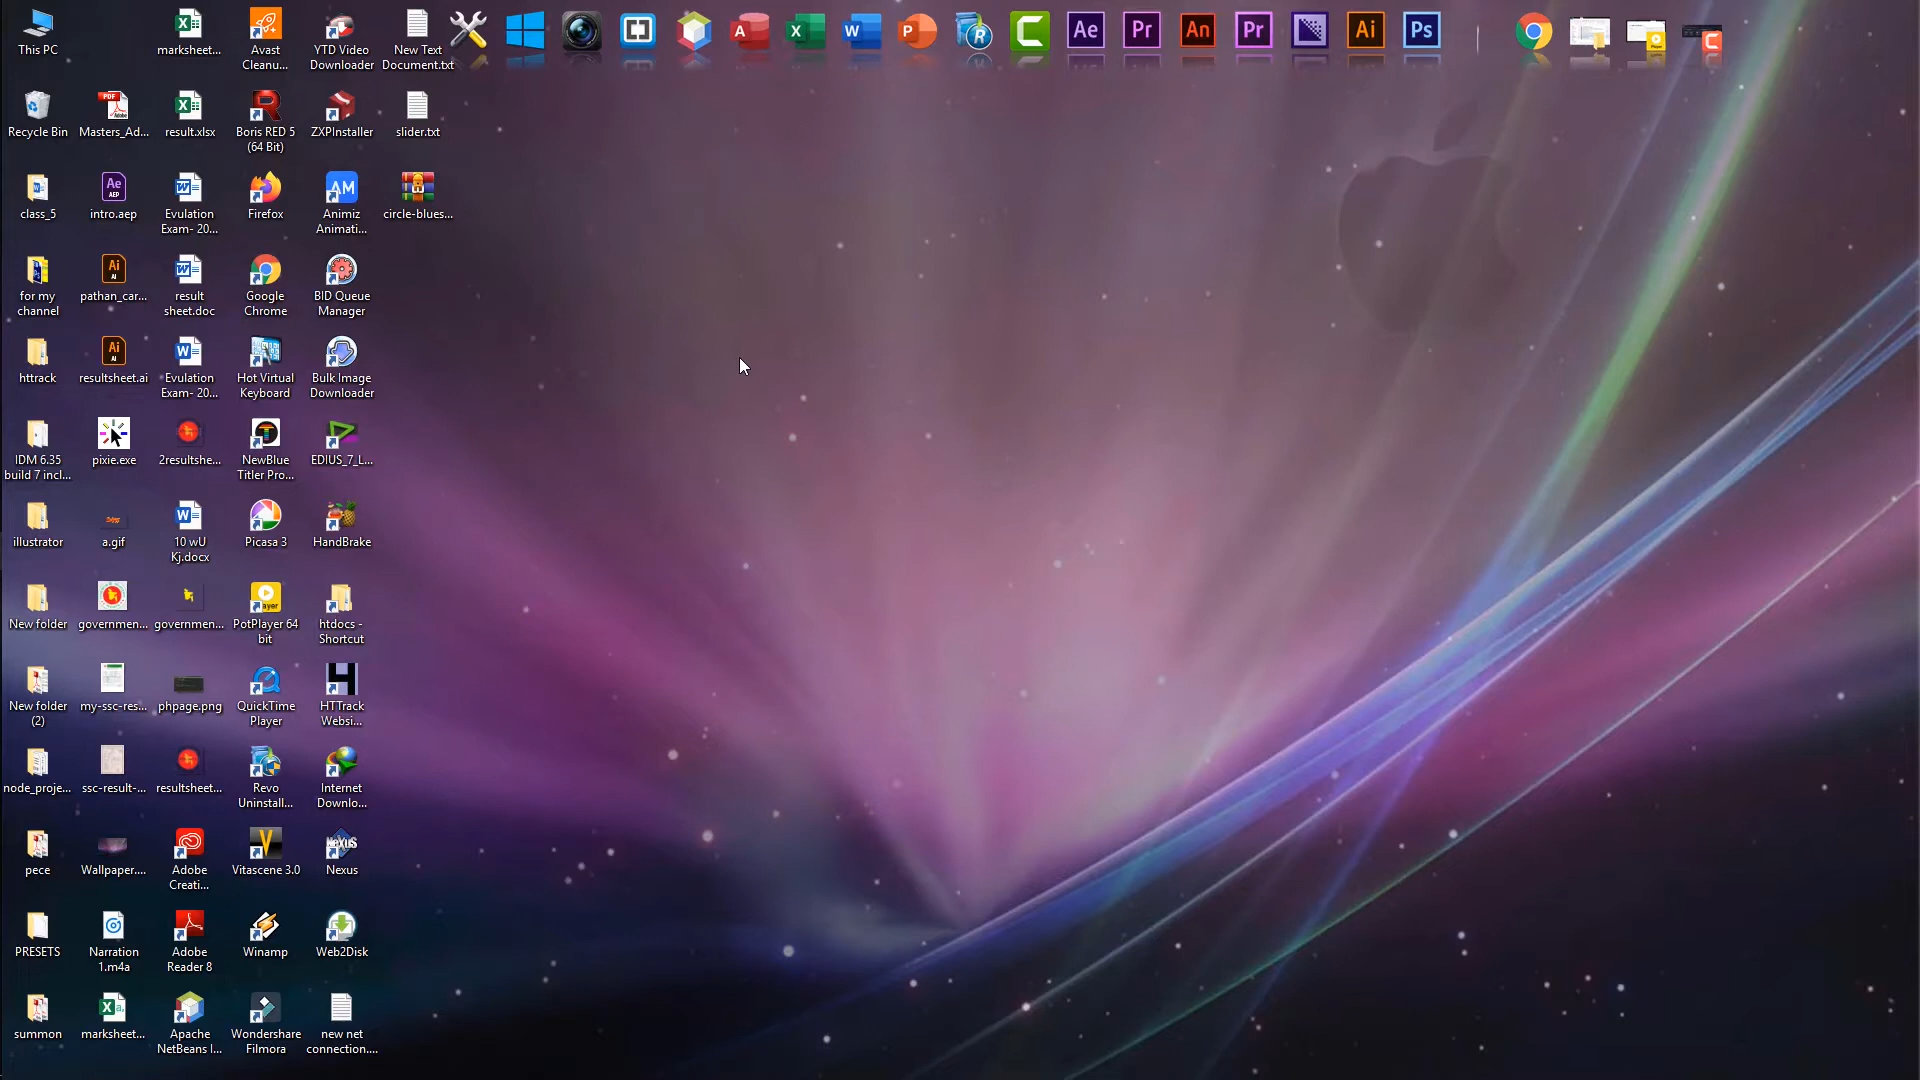 This PC
marksheet...
Avast
Cleanu...
YTD Video
Downloader
New Text
Document.txt
Recycle Bin
Masters_Ad...
result.xlsx
Boris RED 5
(64 Bit)
ZXPInstaller
slider.txt
class_5
intro.aep
Evulation
Exam- 20...
Firefox
Animiz
Animati...
circle-blues...
for my
channel
pathan_car...
result
sheet.doc
Google
Chrome
BID Queue
Manager
httrack
resultsheet.ai
Evulation
Exam- 20...
Hot Virtual
Keyboard
Bulk Image
Downloader
IDM 6.35
build 7 incl...
pixie.exe
2resultshe...
NewBlue
Titler Pro...
EDIUS_7_L...
illustrator
a.gif
10 wU
Kj.docx
Picasa 3
HandBrake
New folder
governmen...
governmen...
PotPlayer 64
bit
htdocs -
Shortcut
New folder
(2)
my-ssc-res...
phpage.png
QuickTime
Player
HTTrack
Websi...
node_proje...
ssc-result-...
resultsheet...
Revo
Uninstall...
Internet
Downlo...
pece
Wallpaper....
Adobe
Creati...
Vitascene 3.0
Nexus
PRESETS
Narration
1.m4a
Adobe
Reader 8
Winamp
Web2Disk
summon
marksheet...
Apache
NetBeans I...
Wondershare
Filmora
new net
connection....
A
X
W
P
R
C
Ae
Pr
An
Pr
Ai
Ps